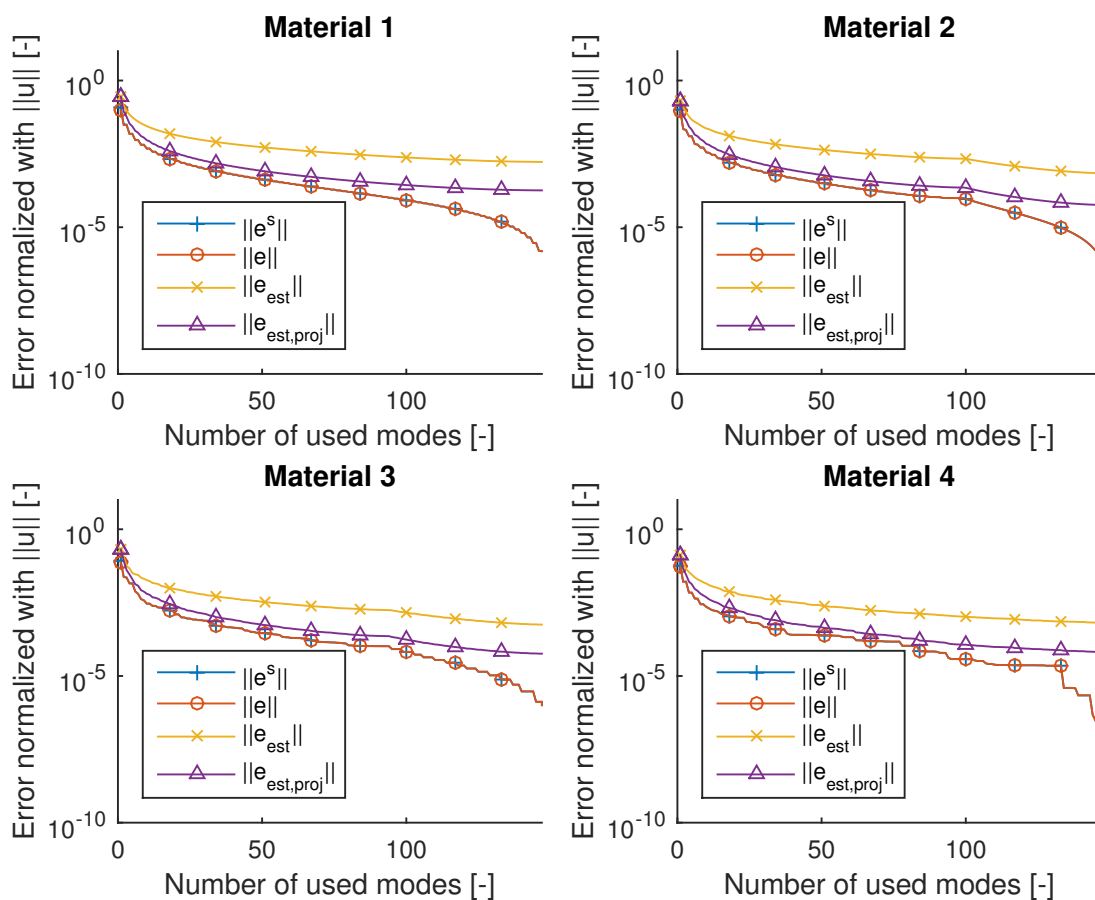 Material 1
Error normalized with ||u|| [-]
10^0
10^-5
10^-10
||e^s||
||e||
||e_est||
||e_est,proj||
0 50 100
Number of used modes [-]
Material 2
Error normalized with ||u|| [-]
10^0
10^-5
10^-10
||e^s||
||e||
||e_est||
||e_est,proj||
0 50 100
Number of used modes [-]
Material 3
Error normalized with ||u|| [-]
10^0
10^-5
10^-10
||e^s||
||e||
||e_est||
||e_est,proj||
0 50 100
Number of used modes [-]
Material 4
Error normalized with ||u|| [-]
10^0
10^-5
10^-10
||e^s||
||e||
||e_est||
||e_est,proj||
0 50 100
Number of used modes [-]